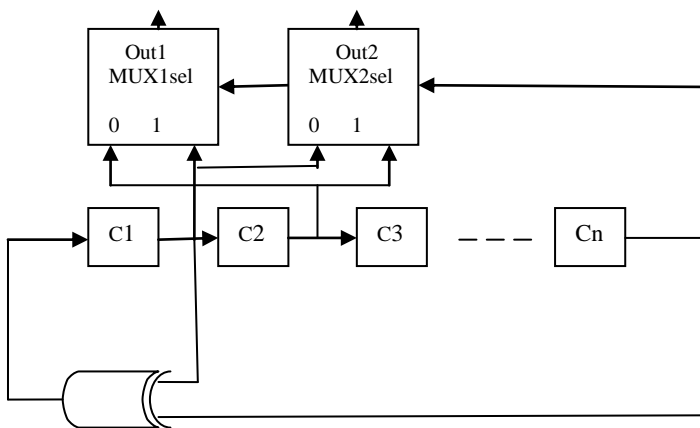 Out1
MUX1sel
0 1
Out2
MUX2sel
0 1
C1
C2
C3
Cn